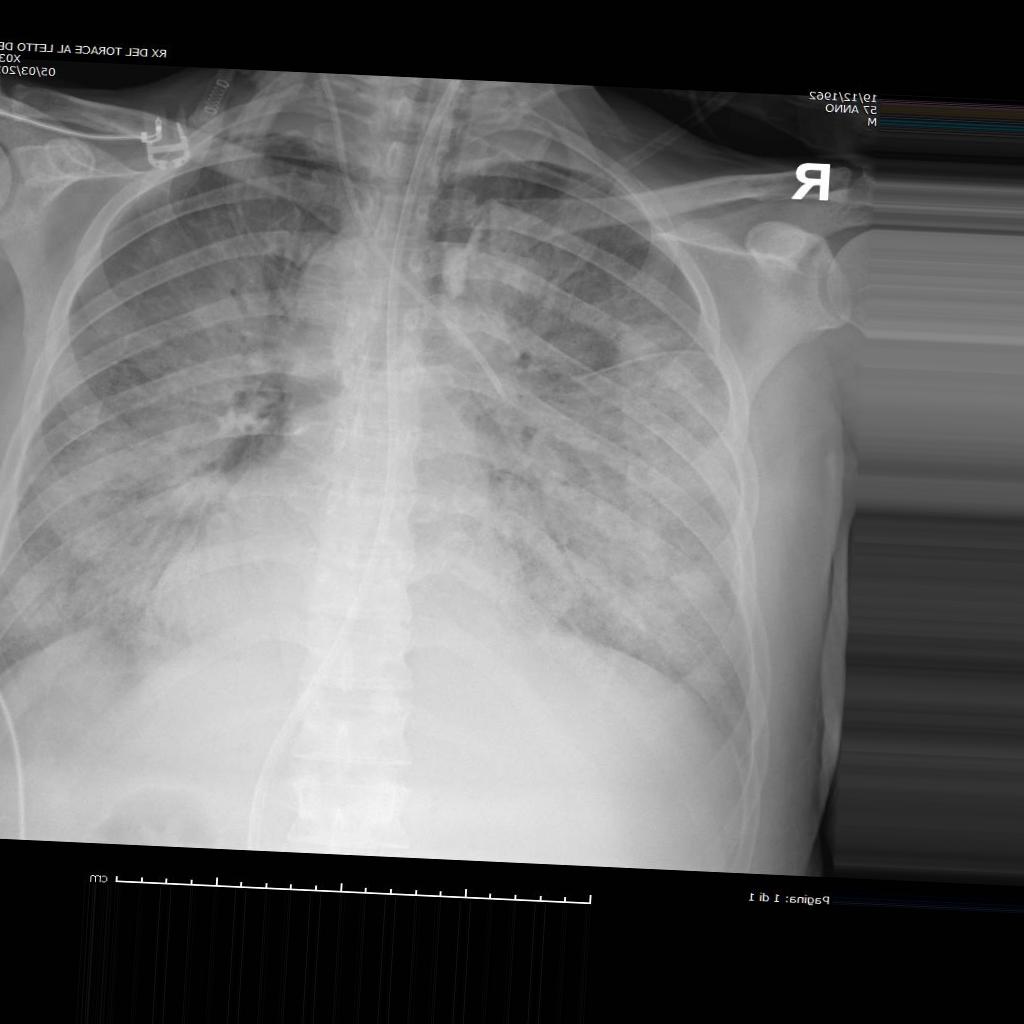 RX DEL TORACE AL LETTO DE
X03
05/03/20
19/12/1962
57 ANNO
M
R
cm
Pagina: 1 di 1